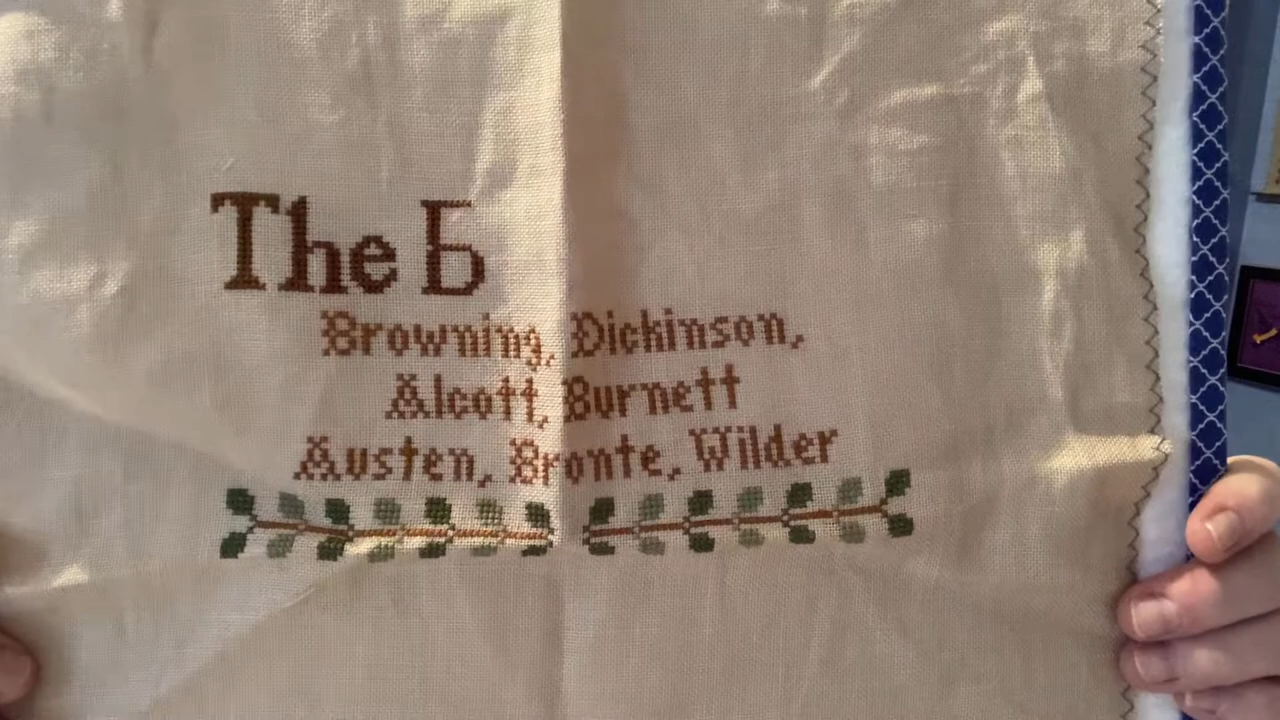 The B
Browning, Dickinson,
Alcott, Burnett
Austen, Bronte, Wilder